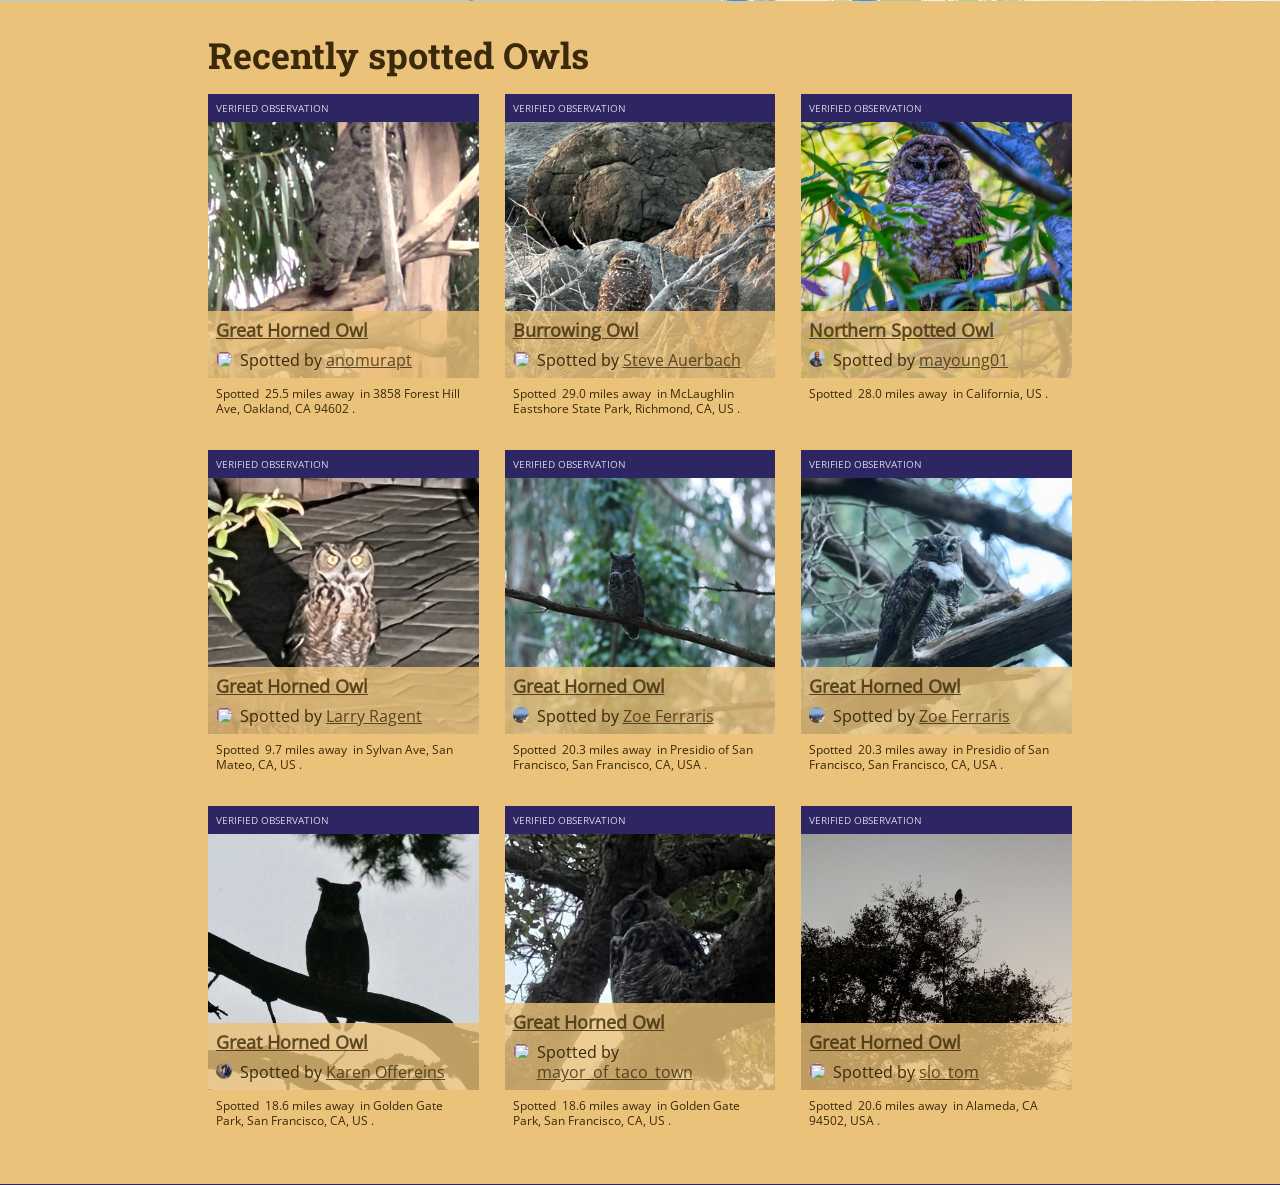 Recently spotted Owls
VERIFIED OBSERVATION
Great Horned Owl
Spotted by anomurapt
Spotted 25.5 miles away in 3858 Forest Hill
Ave, Oakland, CA 94602 .
VERIFIED OBSERVATION
Burrowing Owl
Spotted by Steve Auerbach
Spotted 29.0 miles away in McLaughlin
Eastshore State Park, Richmond, CA, US .
VERIFIED OBSERVATION
Northern Spotted Owl
Spotted by mayoung01
Spotted 28.0 miles away in California, US .
VERIFIED OBSERVATION
Great Horned Owl
Spotted by Larry Ragent
Spotted 9.7 miles away in Sylvan Ave, San
Mateo, CA, US .
VERIFIED OBSERVATION
Great Horned Owl
Spotted by Zoe Ferraris
Spotted 20.3 miles away in Presidio of San
Francisco, San Francisco, CA, USA .
VERIFIED OBSERVATION
Great Horned Owl
Spotted by Zoe Ferraris
Spotted 20.3 miles away in Presidio of San
Francisco, San Francisco, CA, USA .
VERIFIED OBSERVATION
Great Horned Owl
Spotted by Karen Offereins
Spotted 18.6 miles away in Golden Gate
Park, San Francisco, CA, US .
VERIFIED OBSERVATION
Great Horned Owl
Spotted by
mayor_of_taco_town
Spotted 18.6 miles away in Golden Gate
Park, San Francisco, CA, US .
VERIFIED OBSERVATION
Great Horned Owl
Spotted by slo_tom
Spotted 20.6 miles away in Alameda, CA
94502, USA .